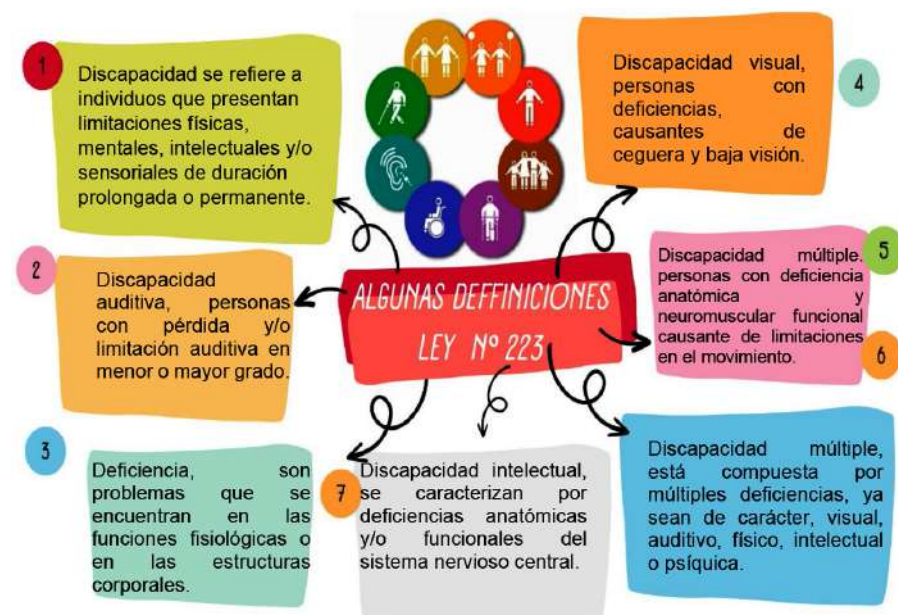 1
Discapacidad se refiere a
individuos que presentan
limitaciones físicas,
mentales, intelectuales y/o
sensoriales de duración
prolongada o permanente.
2
Discapacidad
auditiva, personas
con pérdida y/o
limitación auditiva en
menor o mayor grado.
3
Deficiencia, son
problemas que se
encuentran en las
funciones fisiológicas o
en las estructuras
corporales.
ALGUNAS DEFFINICIONES
LEY Nº 223
4
Discapacidad visual,
personas con
deficiencias,
causantes de
ceguera y baja visión.
5
Discapacidad múltiple.
personas con deficiencia
anatómica y
neuromuscular funcional
causante de limitaciones
en el movimiento.
6
Discapacidad múltiple,
está compuesta por
múltiples deficiencias, ya
sean de carácter, visual,
auditivo, físico, intelectual
o psíquica.
7
Discapacidad intelectual,
se caracterizan por
deficiencias anatómicas
y/o funcionales del
sistema nervioso central.